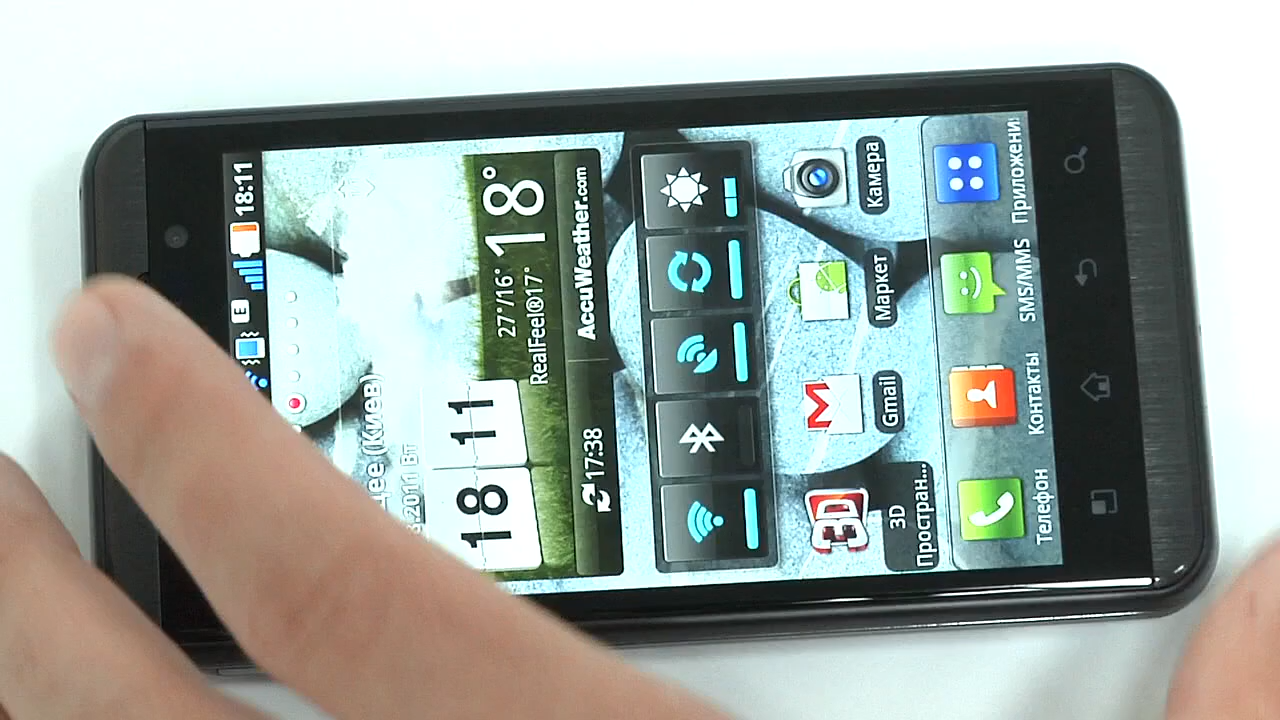 E 18:11
18 11
27°/16° 18°
RealFeel®17°
17:38 AccuWeather.com
3D Простран... Gmail Маркет Камера
Телефон Контакты SMS/MMS